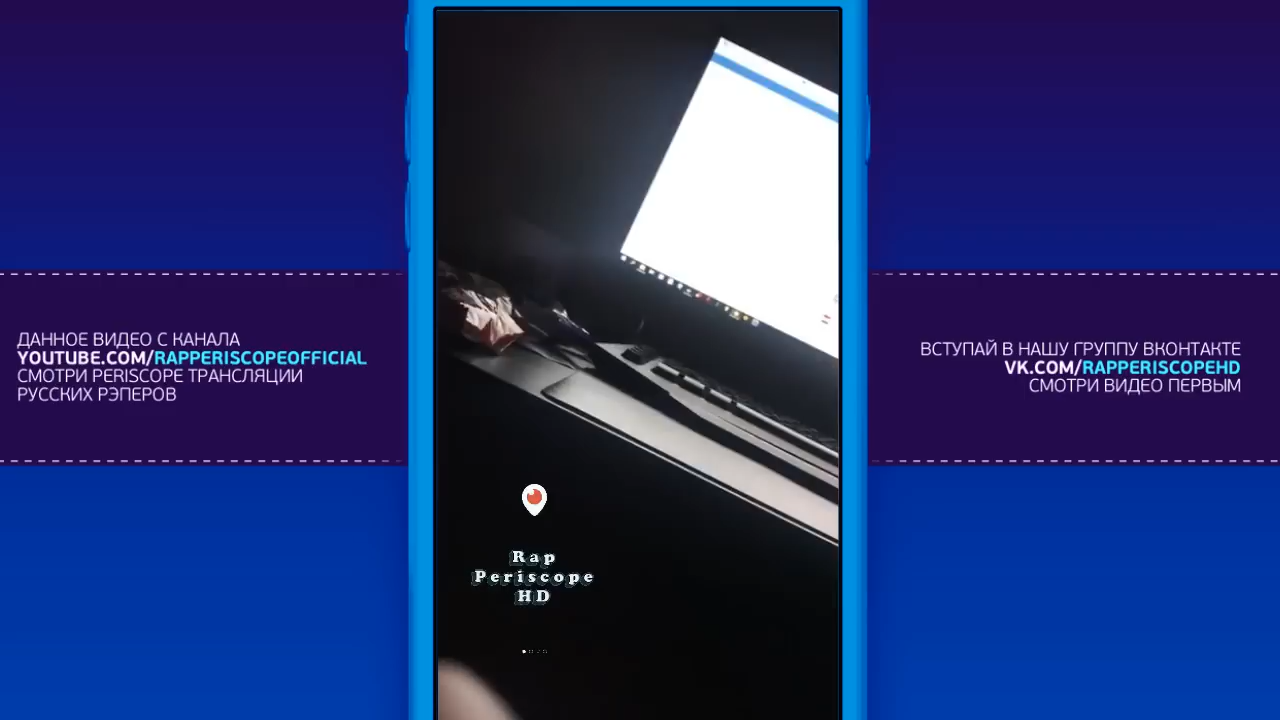 ДАННОЕ ВИДЕО С КАНАЛА
YOUTUBE.COM/RAPPERISCOPEOFFICIAL
СМОТРИ PERISCOPE ТРАНСЛЯЦИИ
РУССКИХ РЭПЕРОВ
Rap
Periscope
HD
ВСТУПАЙ В НАШУ ГРУППУ ВКОНТАКТЕ
VK.COM/RAPPERISCOPEHD
СМОТРИ ВИДЕО ПЕРВЫМ